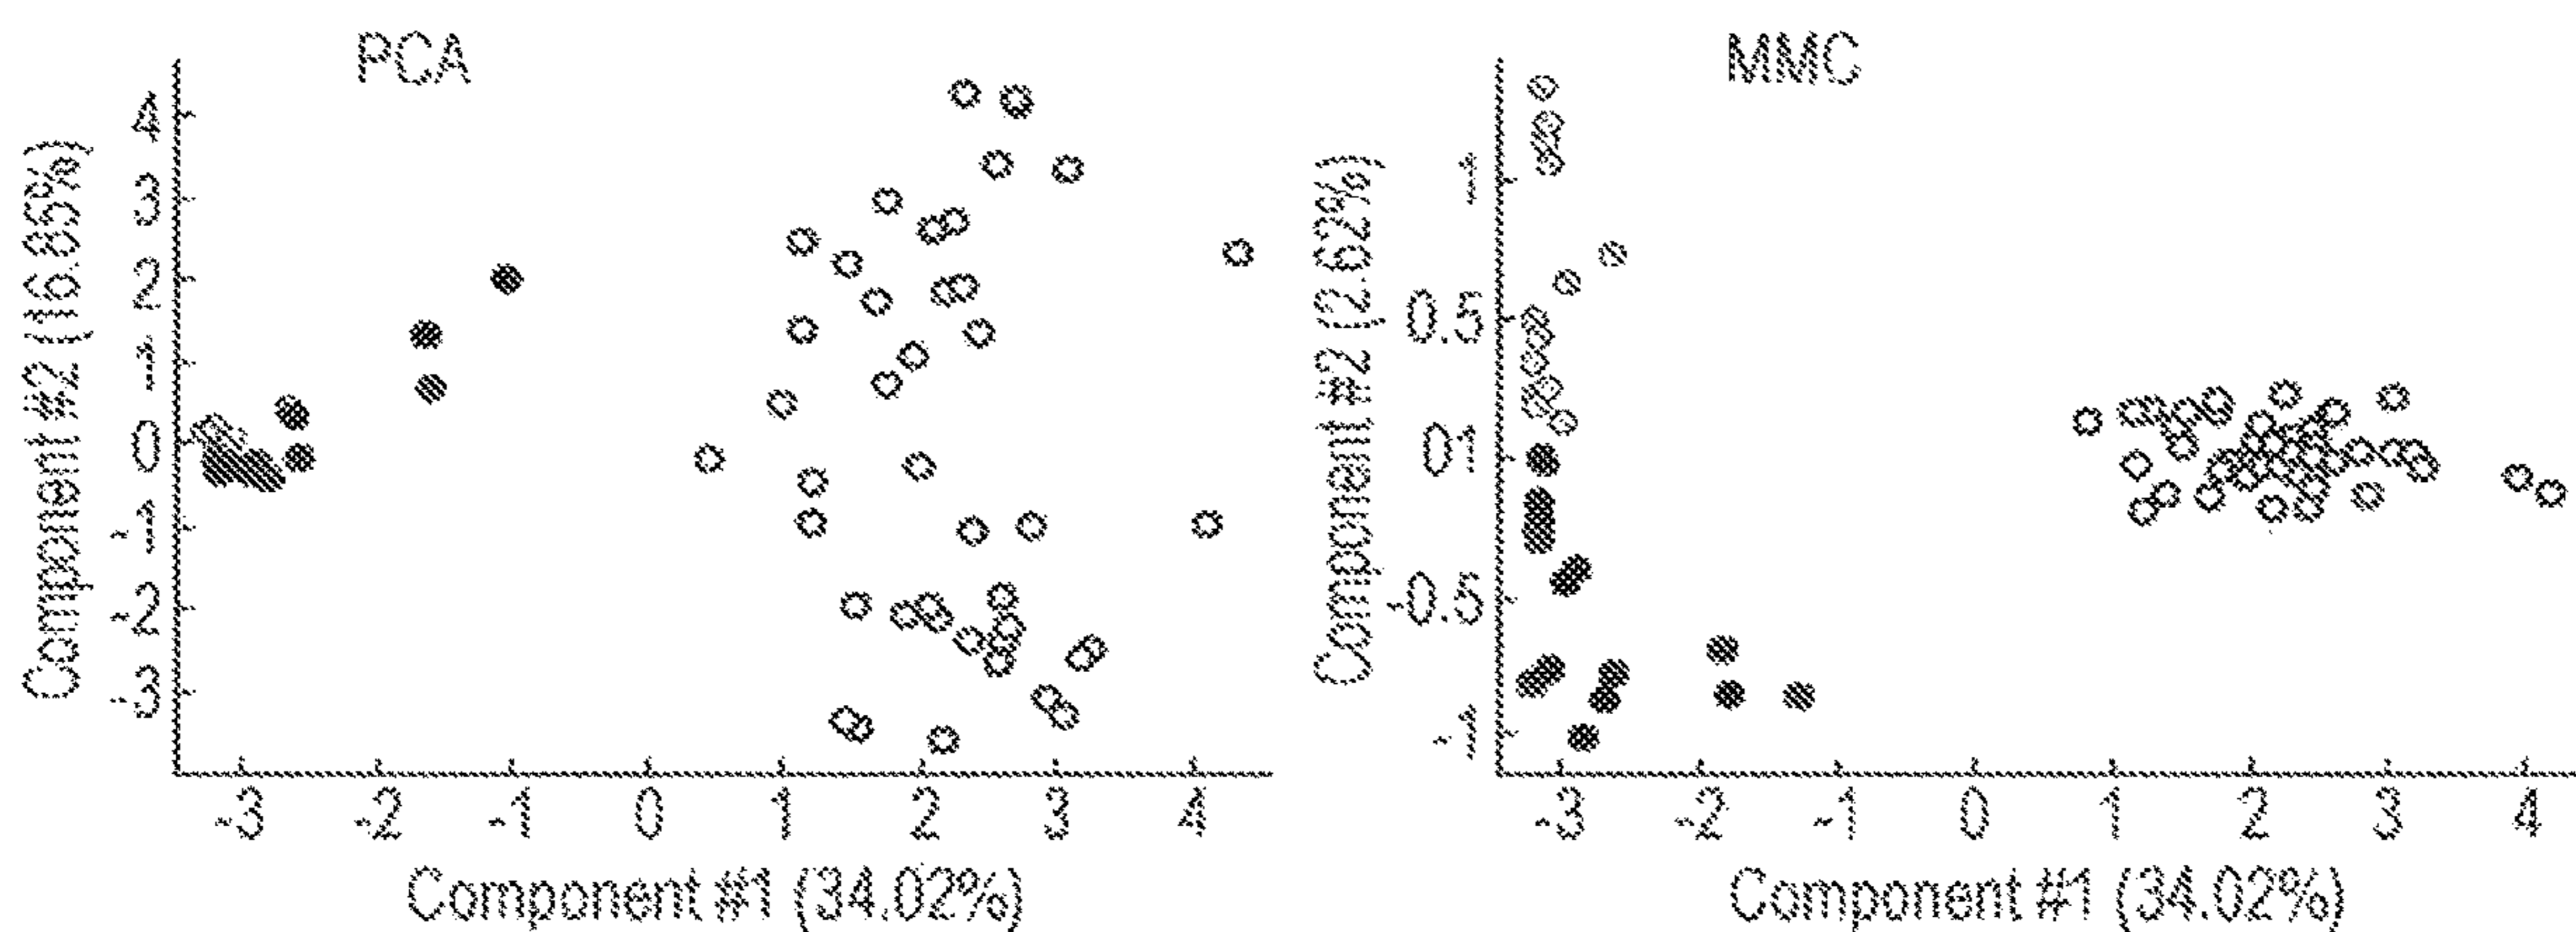 PCA
Component #2 (16.85%)
4
3
2
1
0
-1
-2
-3
-3 -2 -1 0 1 2 3 4
Component #1 (34.02%)
MMC
Component #2 (2.62%)
1
0.5
01
-0.5
-1
-3 -2 -1 0 1 2 3 4
Component #1 (34.02%)